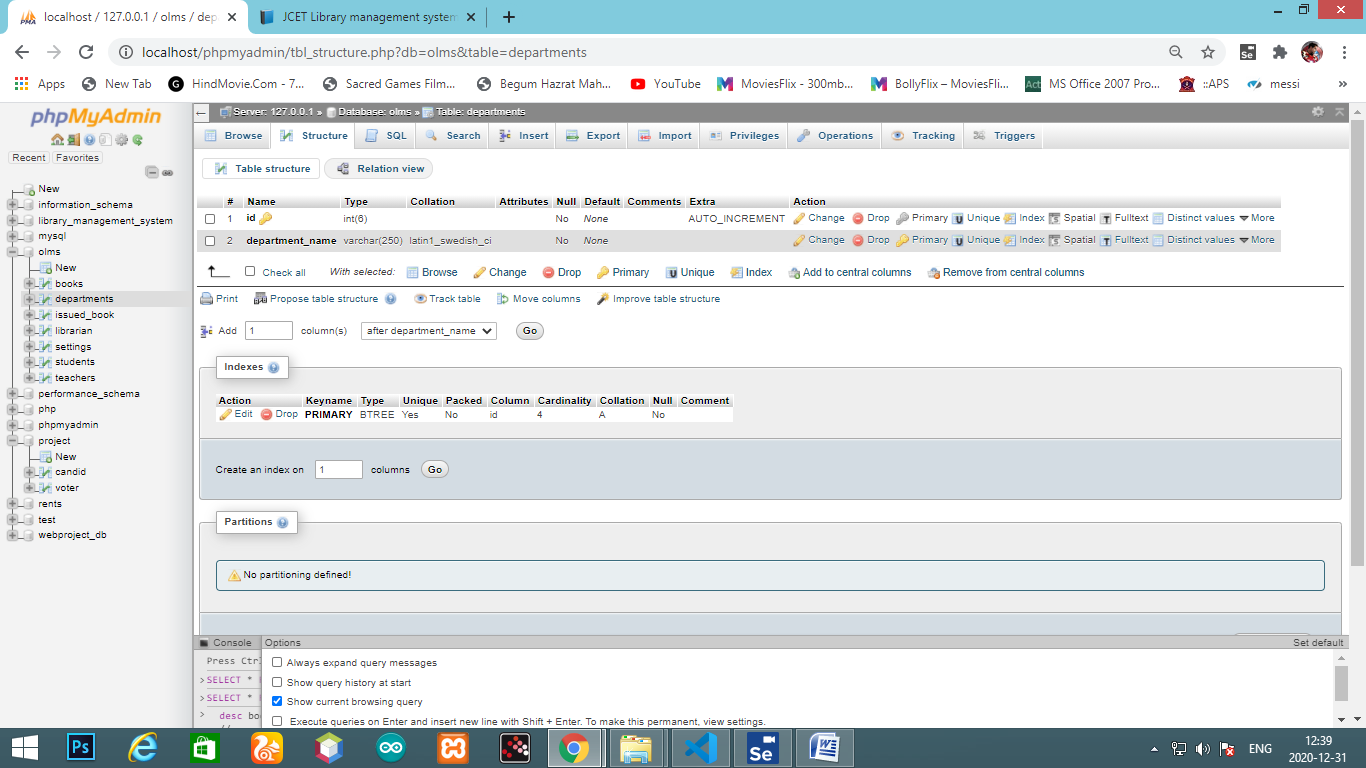 localhost / 127.0.0.1 / olms / dep
JCET Library management system
localhost/phpmyadmin/tbl_structure.php?db=olms&table=departments
Apps New Tab HindMovie.Com - 7... Sacred Games Film... Begum Hazrat Mah... YouTube MoviesFlix - 300mb... BollyFlix – MoviesFli... MS Office 2007 Pro... ::APS messi »
phpMyAdmin
Recent Favorites
New
information_schema
library_management_system
mysql
olms
New
books
departments
issued_book
librarian
settings
students
teachers
performance_schema
php
phpmyadmin
project
New
candid
voter
rents
test
webproject_db
Server: 127.0.0.1 » Database: olms » Table: departments
Browse Structure SQL Search Insert Export Import Privileges Operations Tracking Triggers
Table structure Relation view
# Name Type Collation Attributes Null Default Comments Extra Action
1 id int(6) No None AUTO_INCREMENT Change Drop Primary Unique Index Spatial Fulltext Distinct values More
2 department_name varchar(250) latin1_swedish_ci No None Change Drop Primary Unique Index Spatial Fulltext Distinct values More
Check all With selected: Browse Change Drop Primary Unique Index Add to central columns Remove from central columns
Print Propose table structure Track table Move columns Improve table structure
Add 1 column(s) after department_name Go
Indexes
Action Keyname Type Unique Packed Column Cardinality Collation Null Comment
Edit Drop PRIMARY BTREE Yes No id 4 A No
Create an index on 1 columns Go
Partitions
No partitioning defined!
Console Options Set default
Press Ctrl
>SELECT *
>SELECT *
> desc boo
//
Always expand query messages
Show query history at start
Show current browsing query
Execute queries on Enter and insert new line with Shift + Enter. To make this permanent, view settings.
Ps
Se
ENG
12:39
2020-12-31